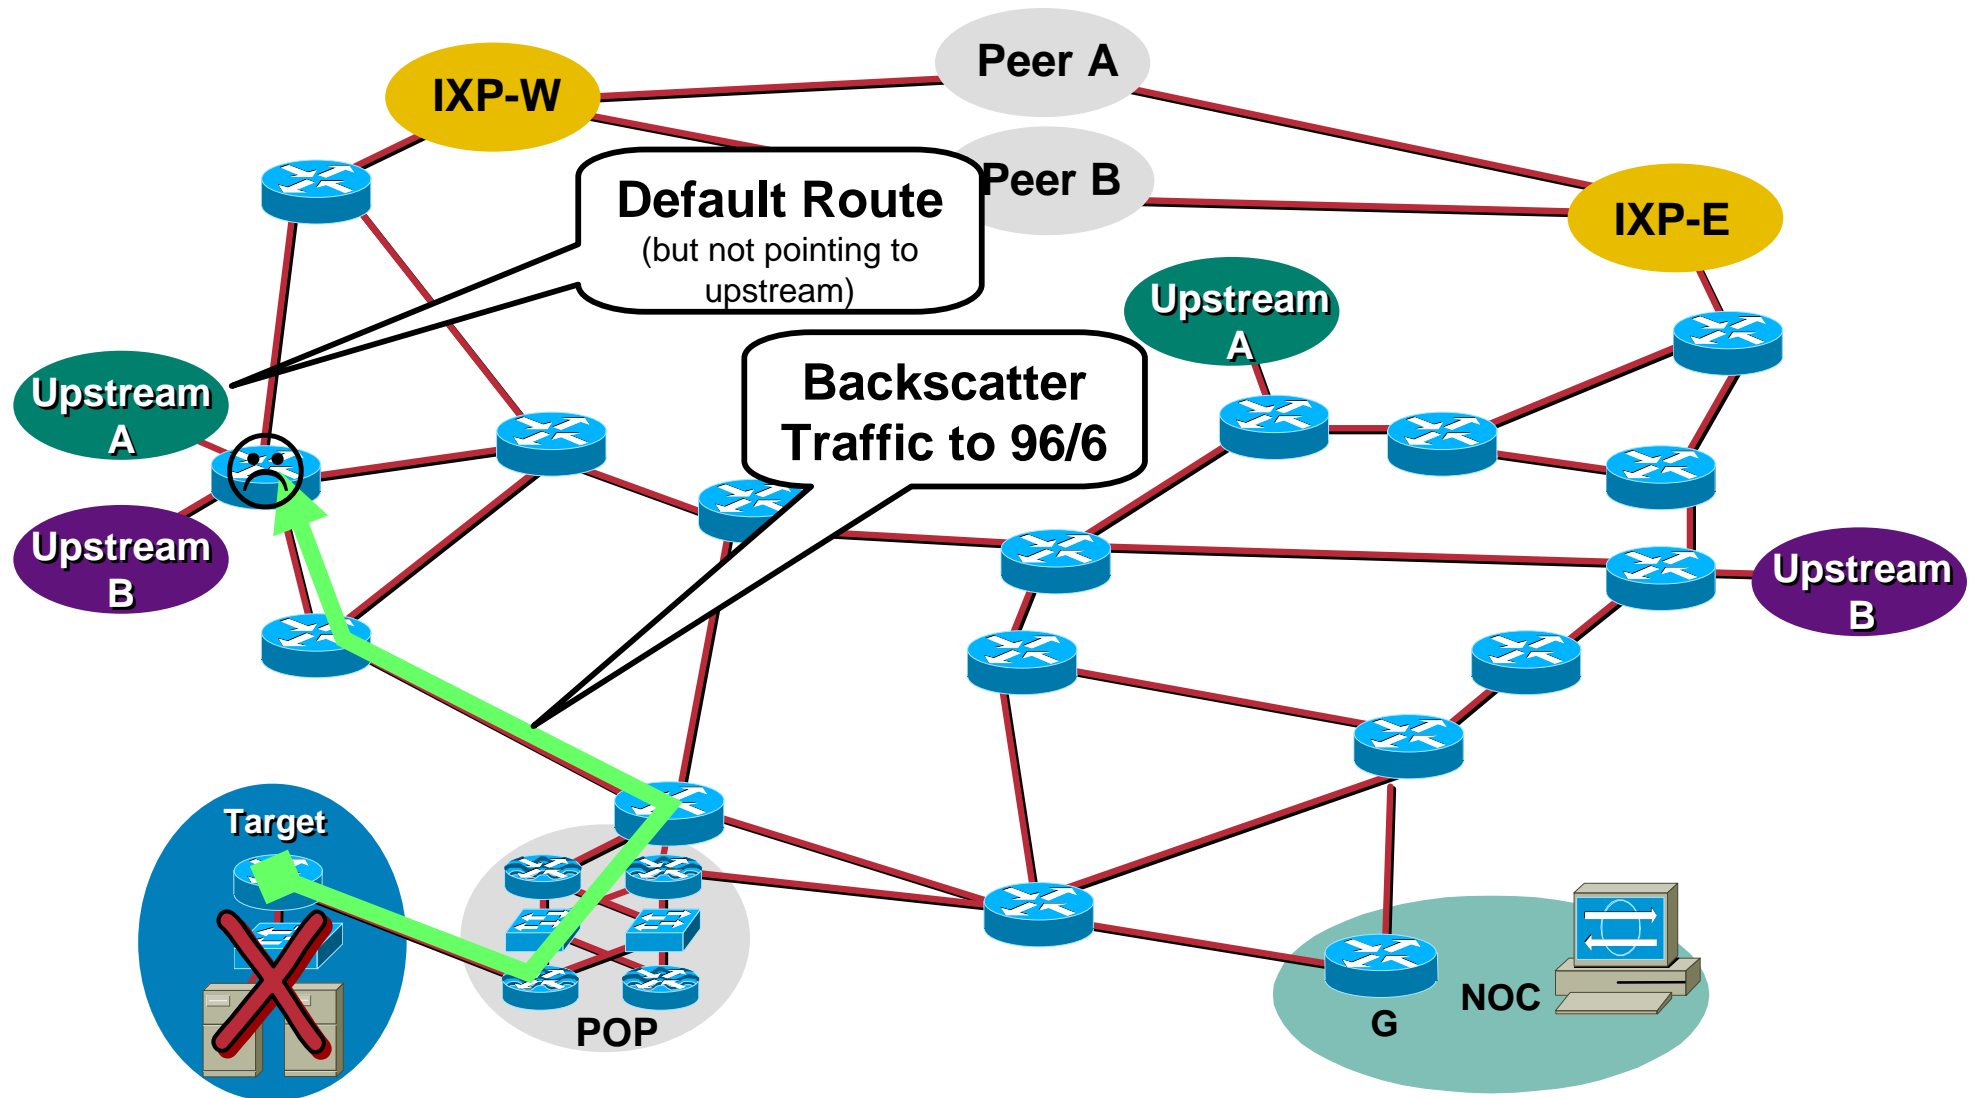 Peer A
IXP-W
Default Route
(but not pointing to
upstream)
Peer B
IXP-E
Upstream
A
Backscatter
Traffic to 96/6
Upstream
A
Upstream
B
Upstream
B
Target
POP
NOC
G